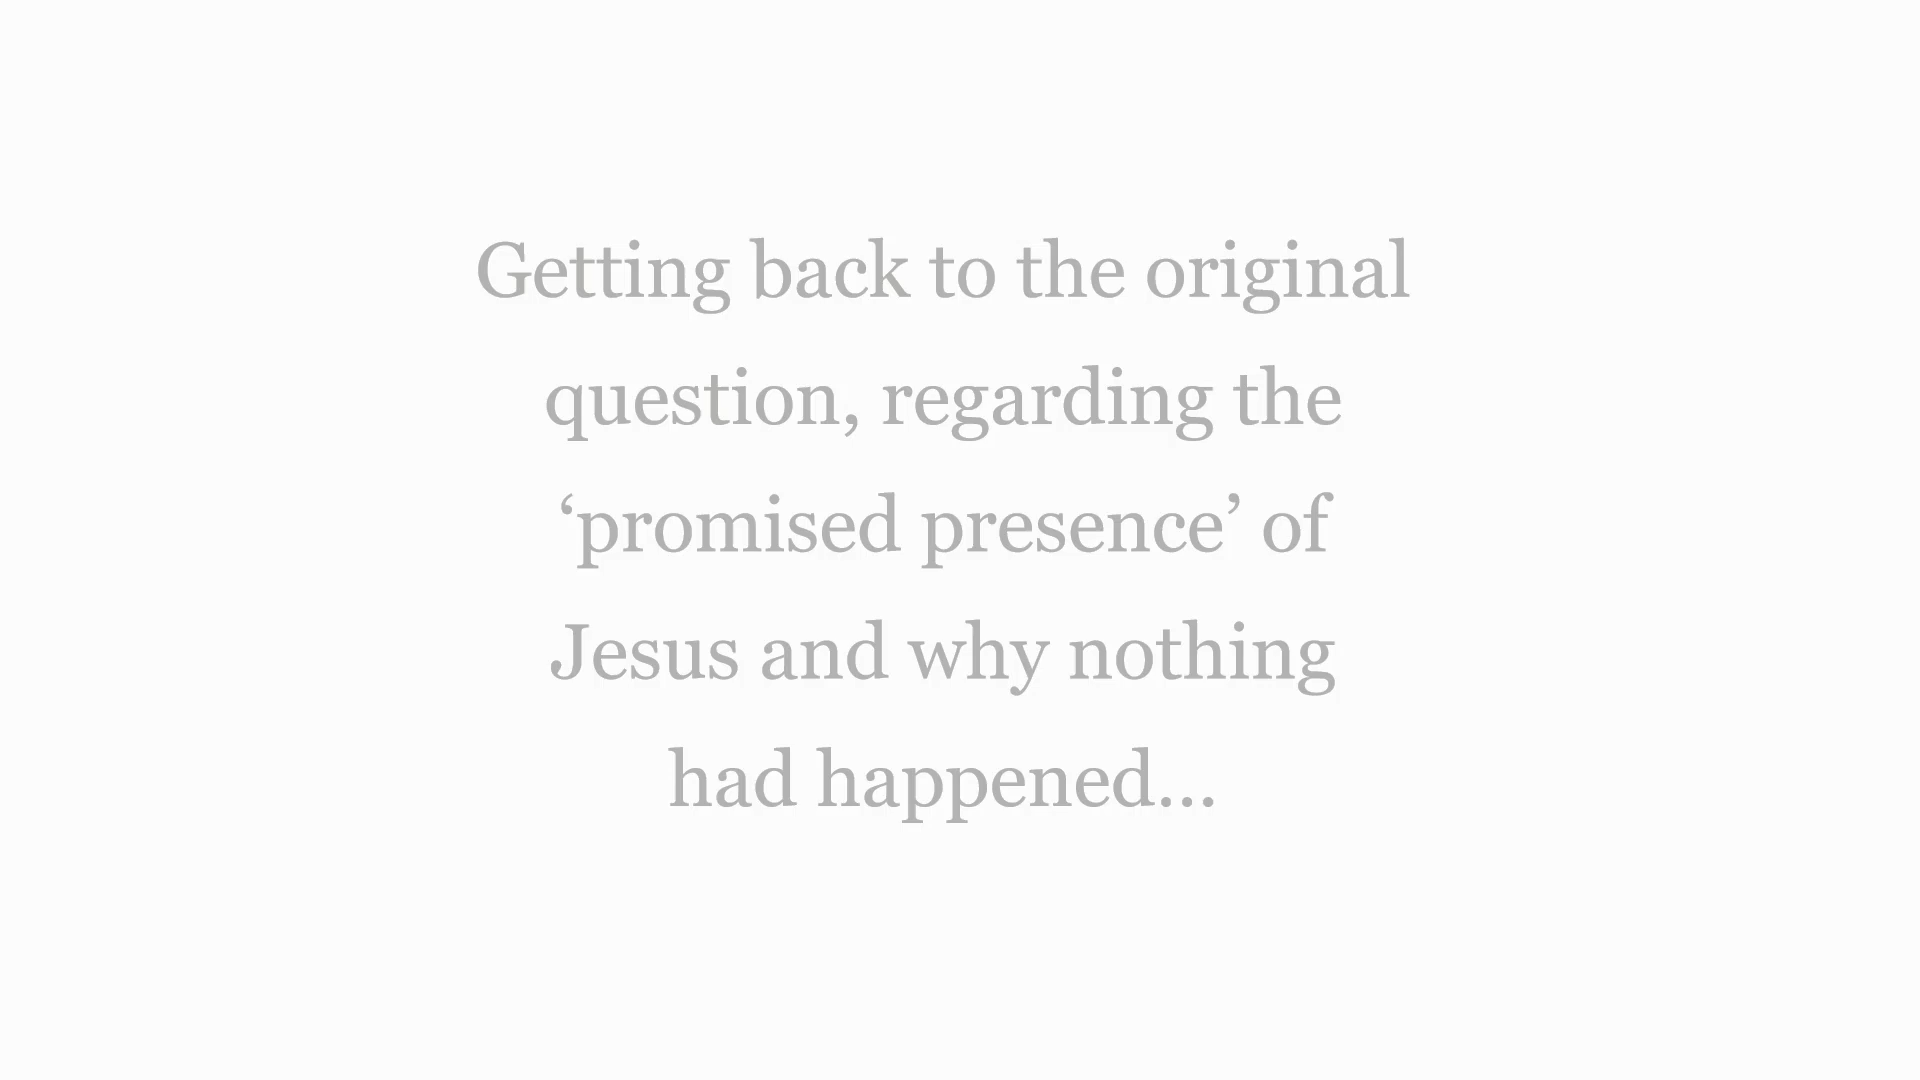 Getting back to the original
question, regarding the
‘promised presence’ of
Jesus and why nothing
had happened...